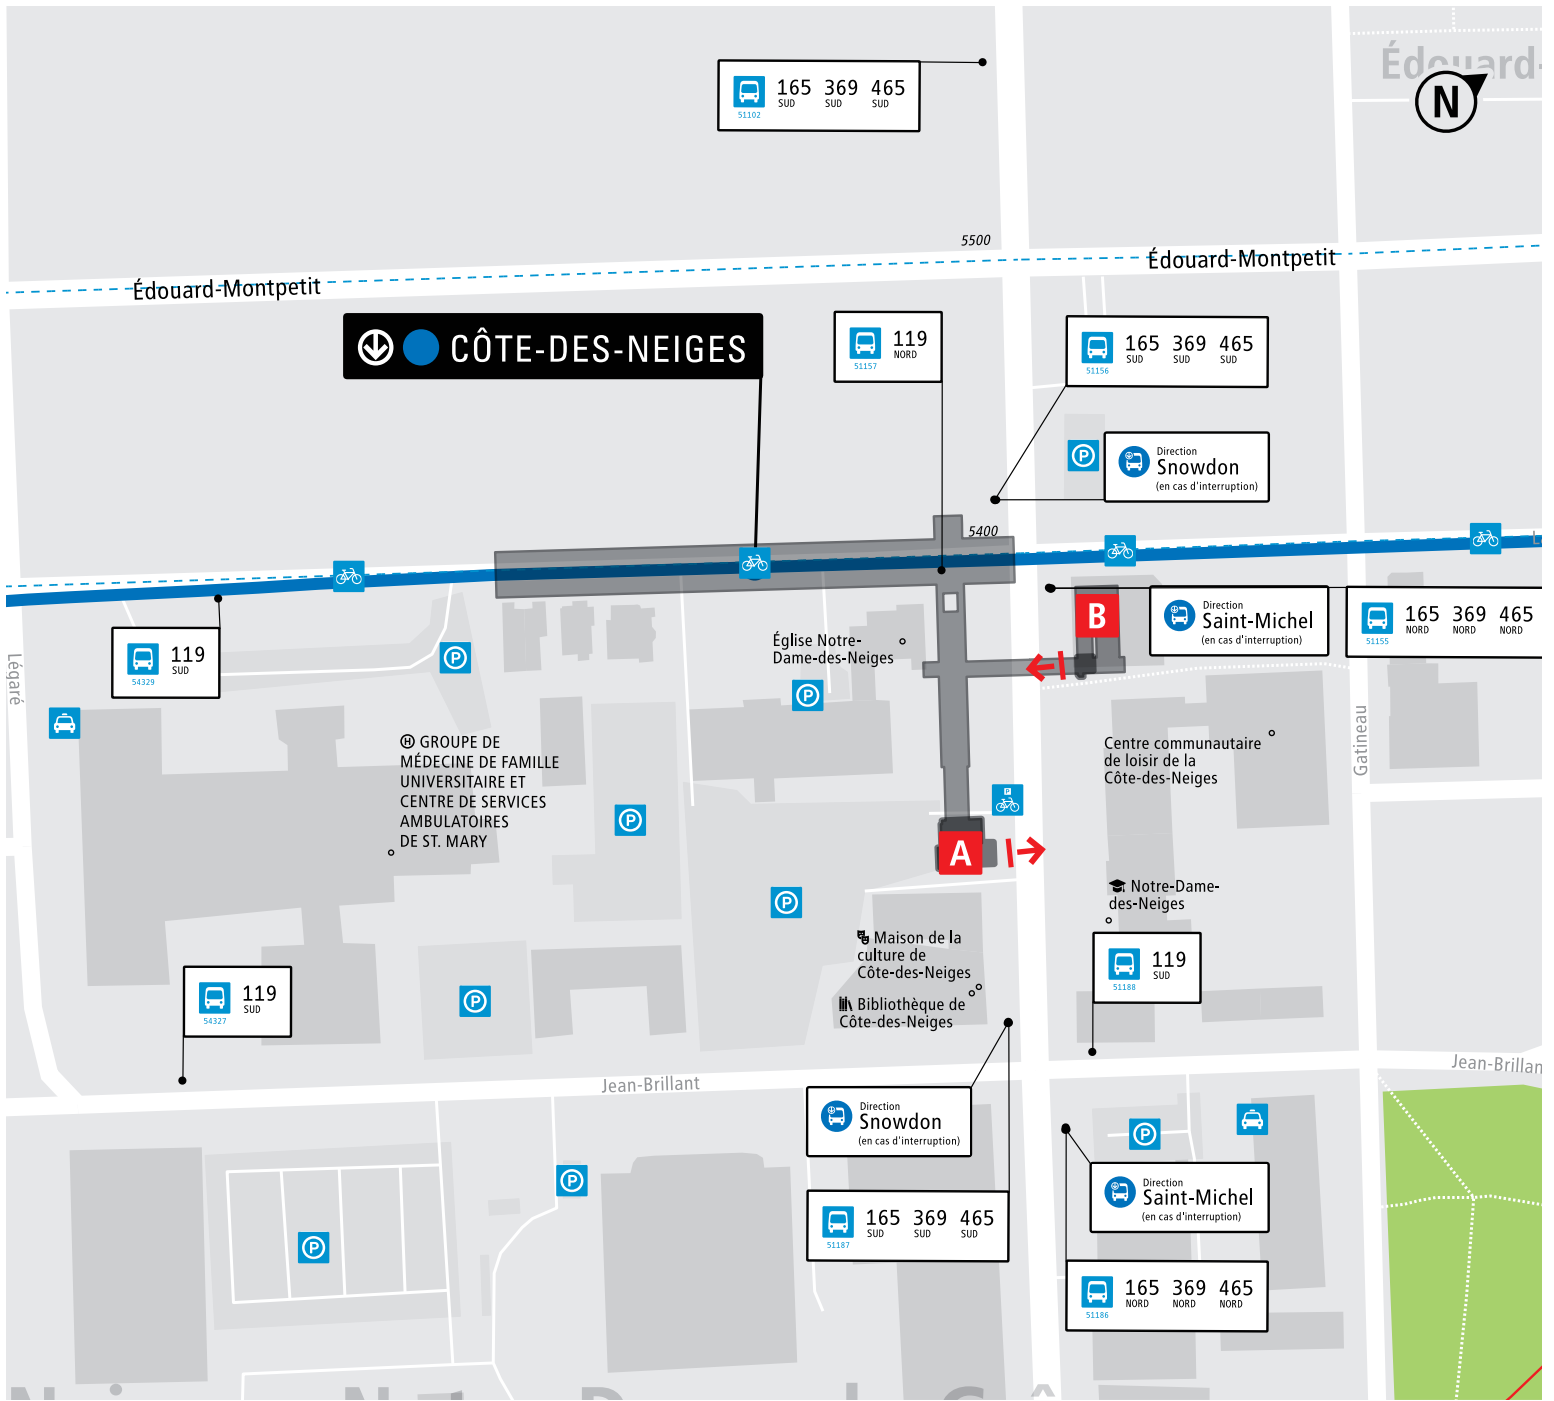 Édouard-
N
165 369 465
SUD SUD SUD
51102
5500
Édouard-Montpetit
Édouard-Montpetit
CÔTE-DES-NEIGES
119
NORD
51157
165 369 465
SUD SUD SUD
51156
P
Direction
Snowdon
(en cas d'interruption)
5400
L
119
SUD
54329
P
Église Notre-
Dame-des-Neiges
P
B
Direction
Saint-Michel
(en cas d'interruption)
165 369 465
NORD NORD NORD
51155
Légaré
H GROUPE DE
MÉDECINE DE FAMILLE
UNIVERSITAIRE ET
CENTRE DE SERVICES
AMBULATOIRES
DE ST. MARY
P
P
A
P
Centre communautaire
de loisir de la
Côte-des-Neiges
Gatineau
Notre-Dame-
des-Neiges
Maison de la
culture de
Côte-des-Neiges
Bibliothèque de
Côte-des-Neiges
119
SUD
51188
119
SUD
54327
P
Jean-Brillant
Jean-Brillan
Direction
Snowdon
(en cas d'interruption)
165 369 465
SUD SUD SUD
51187
P
P
P
Direction
Saint-Michel
(en cas d'interruption)
165 369 465
NORD NORD NORD
51186